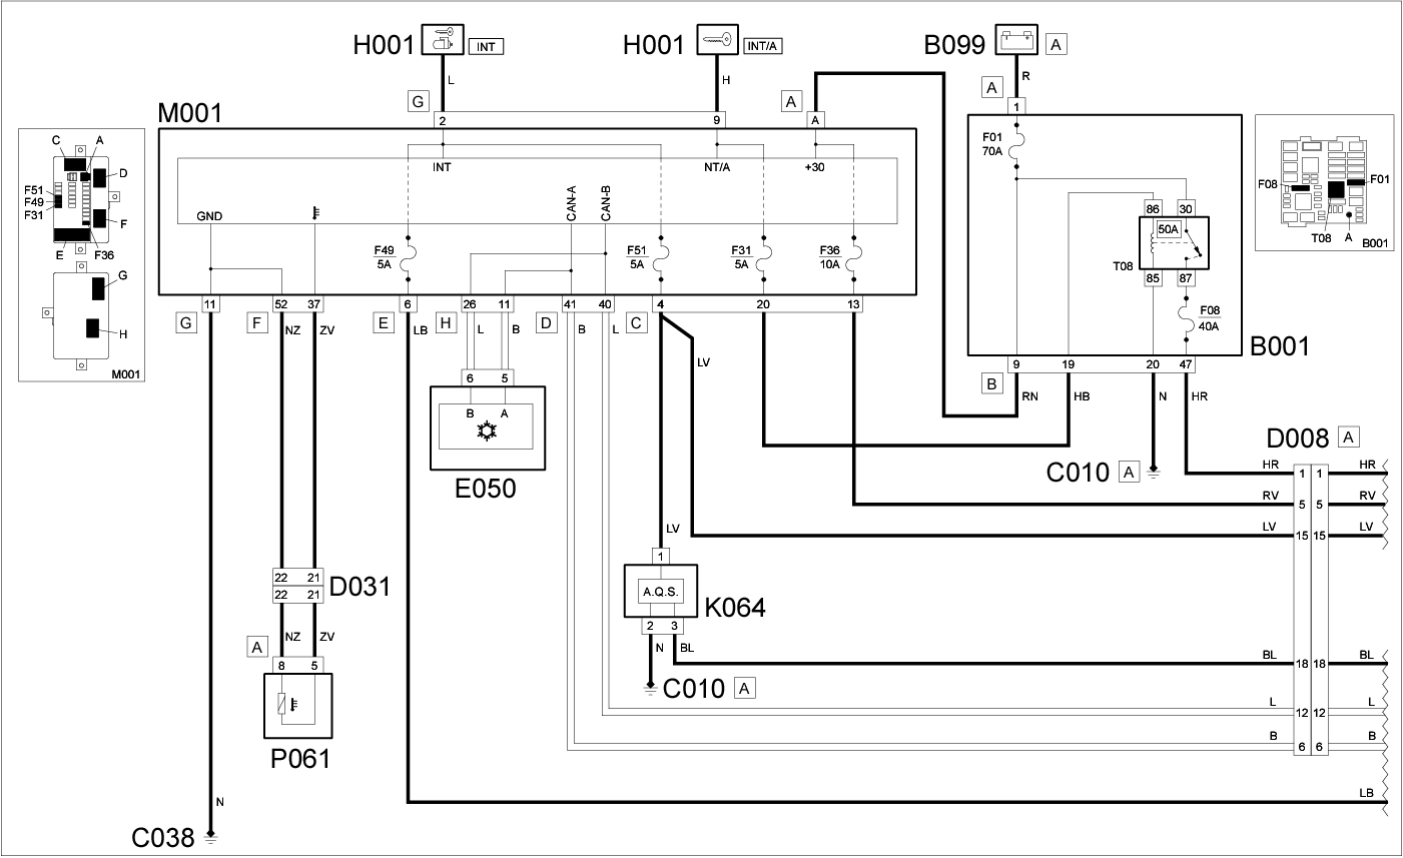 H001 INT
H001 INT/A
B099 A
L
H
R
G
A
A
M001
2
9
A
1
C A
D
F51
F49
F31
F
E F36
G
H
M001
INT
NT/A
+30
GND
CAN-A
CAN-B
F49
5A
F51
5A
F31
5A
F36
10A
F01
70A
86 30
50A
T08
85 87
F08
40A
B001
F08
F01
T08 A
B001
11 52 37 6 26 11 41 40 4 20 13
G F E H D C
NZ ZV LB L B B L
LV
9 19 20 47
B
RN HB N HR
6 5
B A
E050
C010 A
D008 A
HR 1 1 HR
RV 5 5 RV
LV 15 15 LV
LV
1
A.Q.S.
K064
2 3
N BL
C010 A
22 21
22 21
D031
NZ ZV
A
8 5
P061
BL 18 18 BL
L 12 12 L
B 6 6 B
LB
N
C038